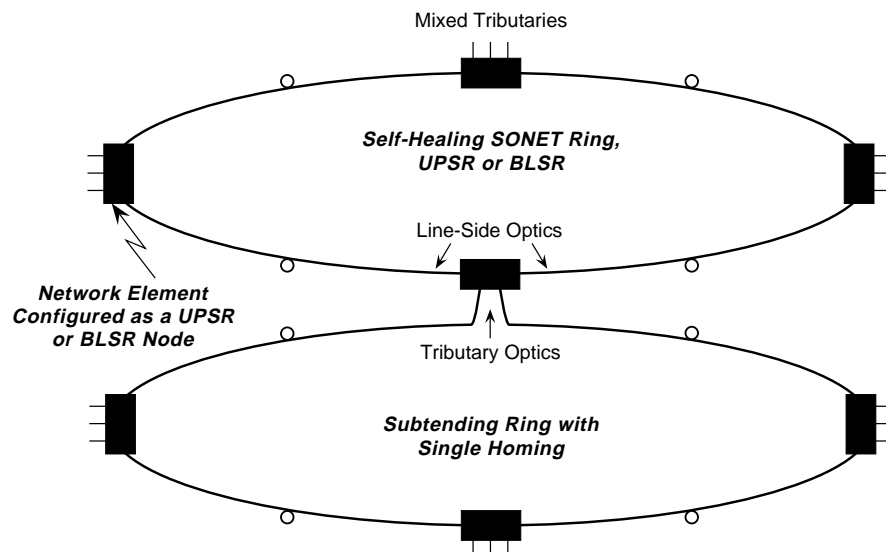 Mixed Tributaries
Self-Healing SONET Ring,
UPSR or BLSR
Line-Side Optics
Network Element
Configured as a UPSR
or BLSR Node
Tributary Optics
Subtending Ring with
Single Homing